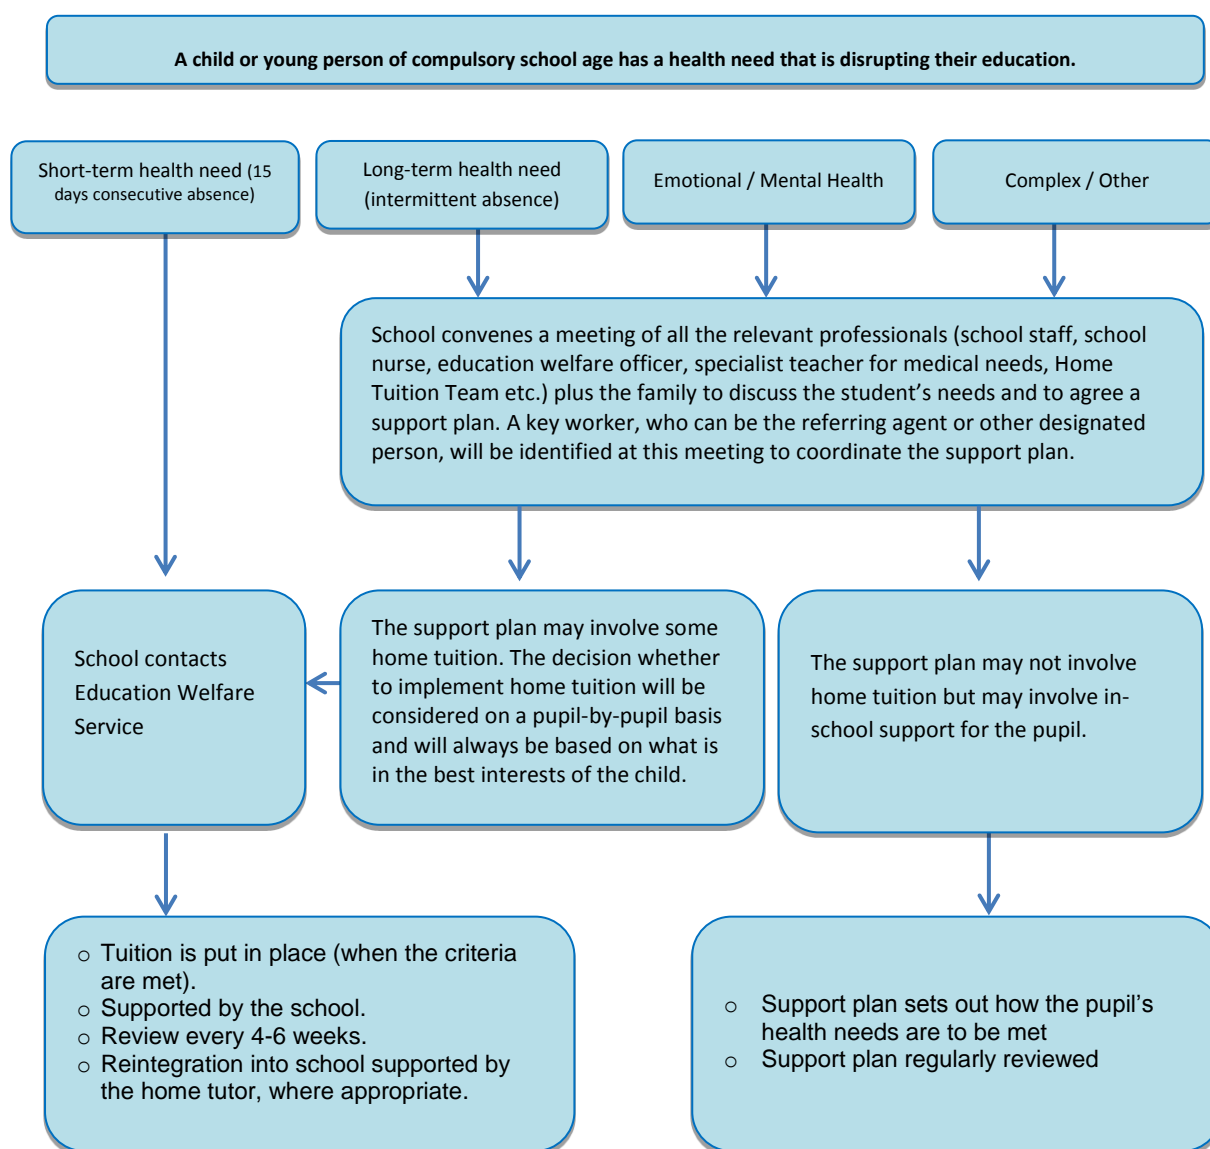 A child or young person of compulsory school age has a health need that is disrupting their education.
Short-term health need (15
days consecutive absence)
Long-term health need
(intermittent absence)
Emotional / Mental Health
Complex / Other
School convenes a meeting of all the relevant professionals (school staff, school
nurse, education welfare officer, specialist teacher for medical needs, Home
Tuition Team etc.) plus the family to discuss the student’s needs and to agree a
support plan. A key worker, who can be the referring agent or other designated
person, will be identified at this meeting to coordinate the support plan.
School contacts
Education Welfare
Service
The support plan may involve some
home tuition. The decision whether
to implement home tuition will be
considered on a pupil-by-pupil basis
and will always be based on what is
in the best interests of the child.
The support plan may not involve
home tuition but may involve in-
school support for the pupil.
o Tuition is put in place (when the criteria
are met).
o Supported by the school.
o Review every 4-6 weeks.
o Reintegration into school supported by
the home tutor, where appropriate.
o Support plan sets out how the pupil’s
health needs are to be met
o Support plan regularly reviewed